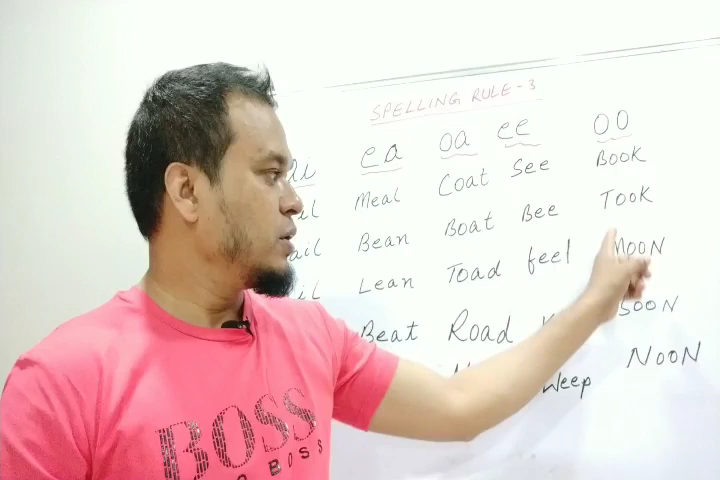 SPELLING RULE-3
ea oa ee OO
Meal Coat See BOOK
Bean Boat Bee TOOK
Lean Toad feel MOON
Beat Road SOON
Weep NOON
BOSS
BOSS